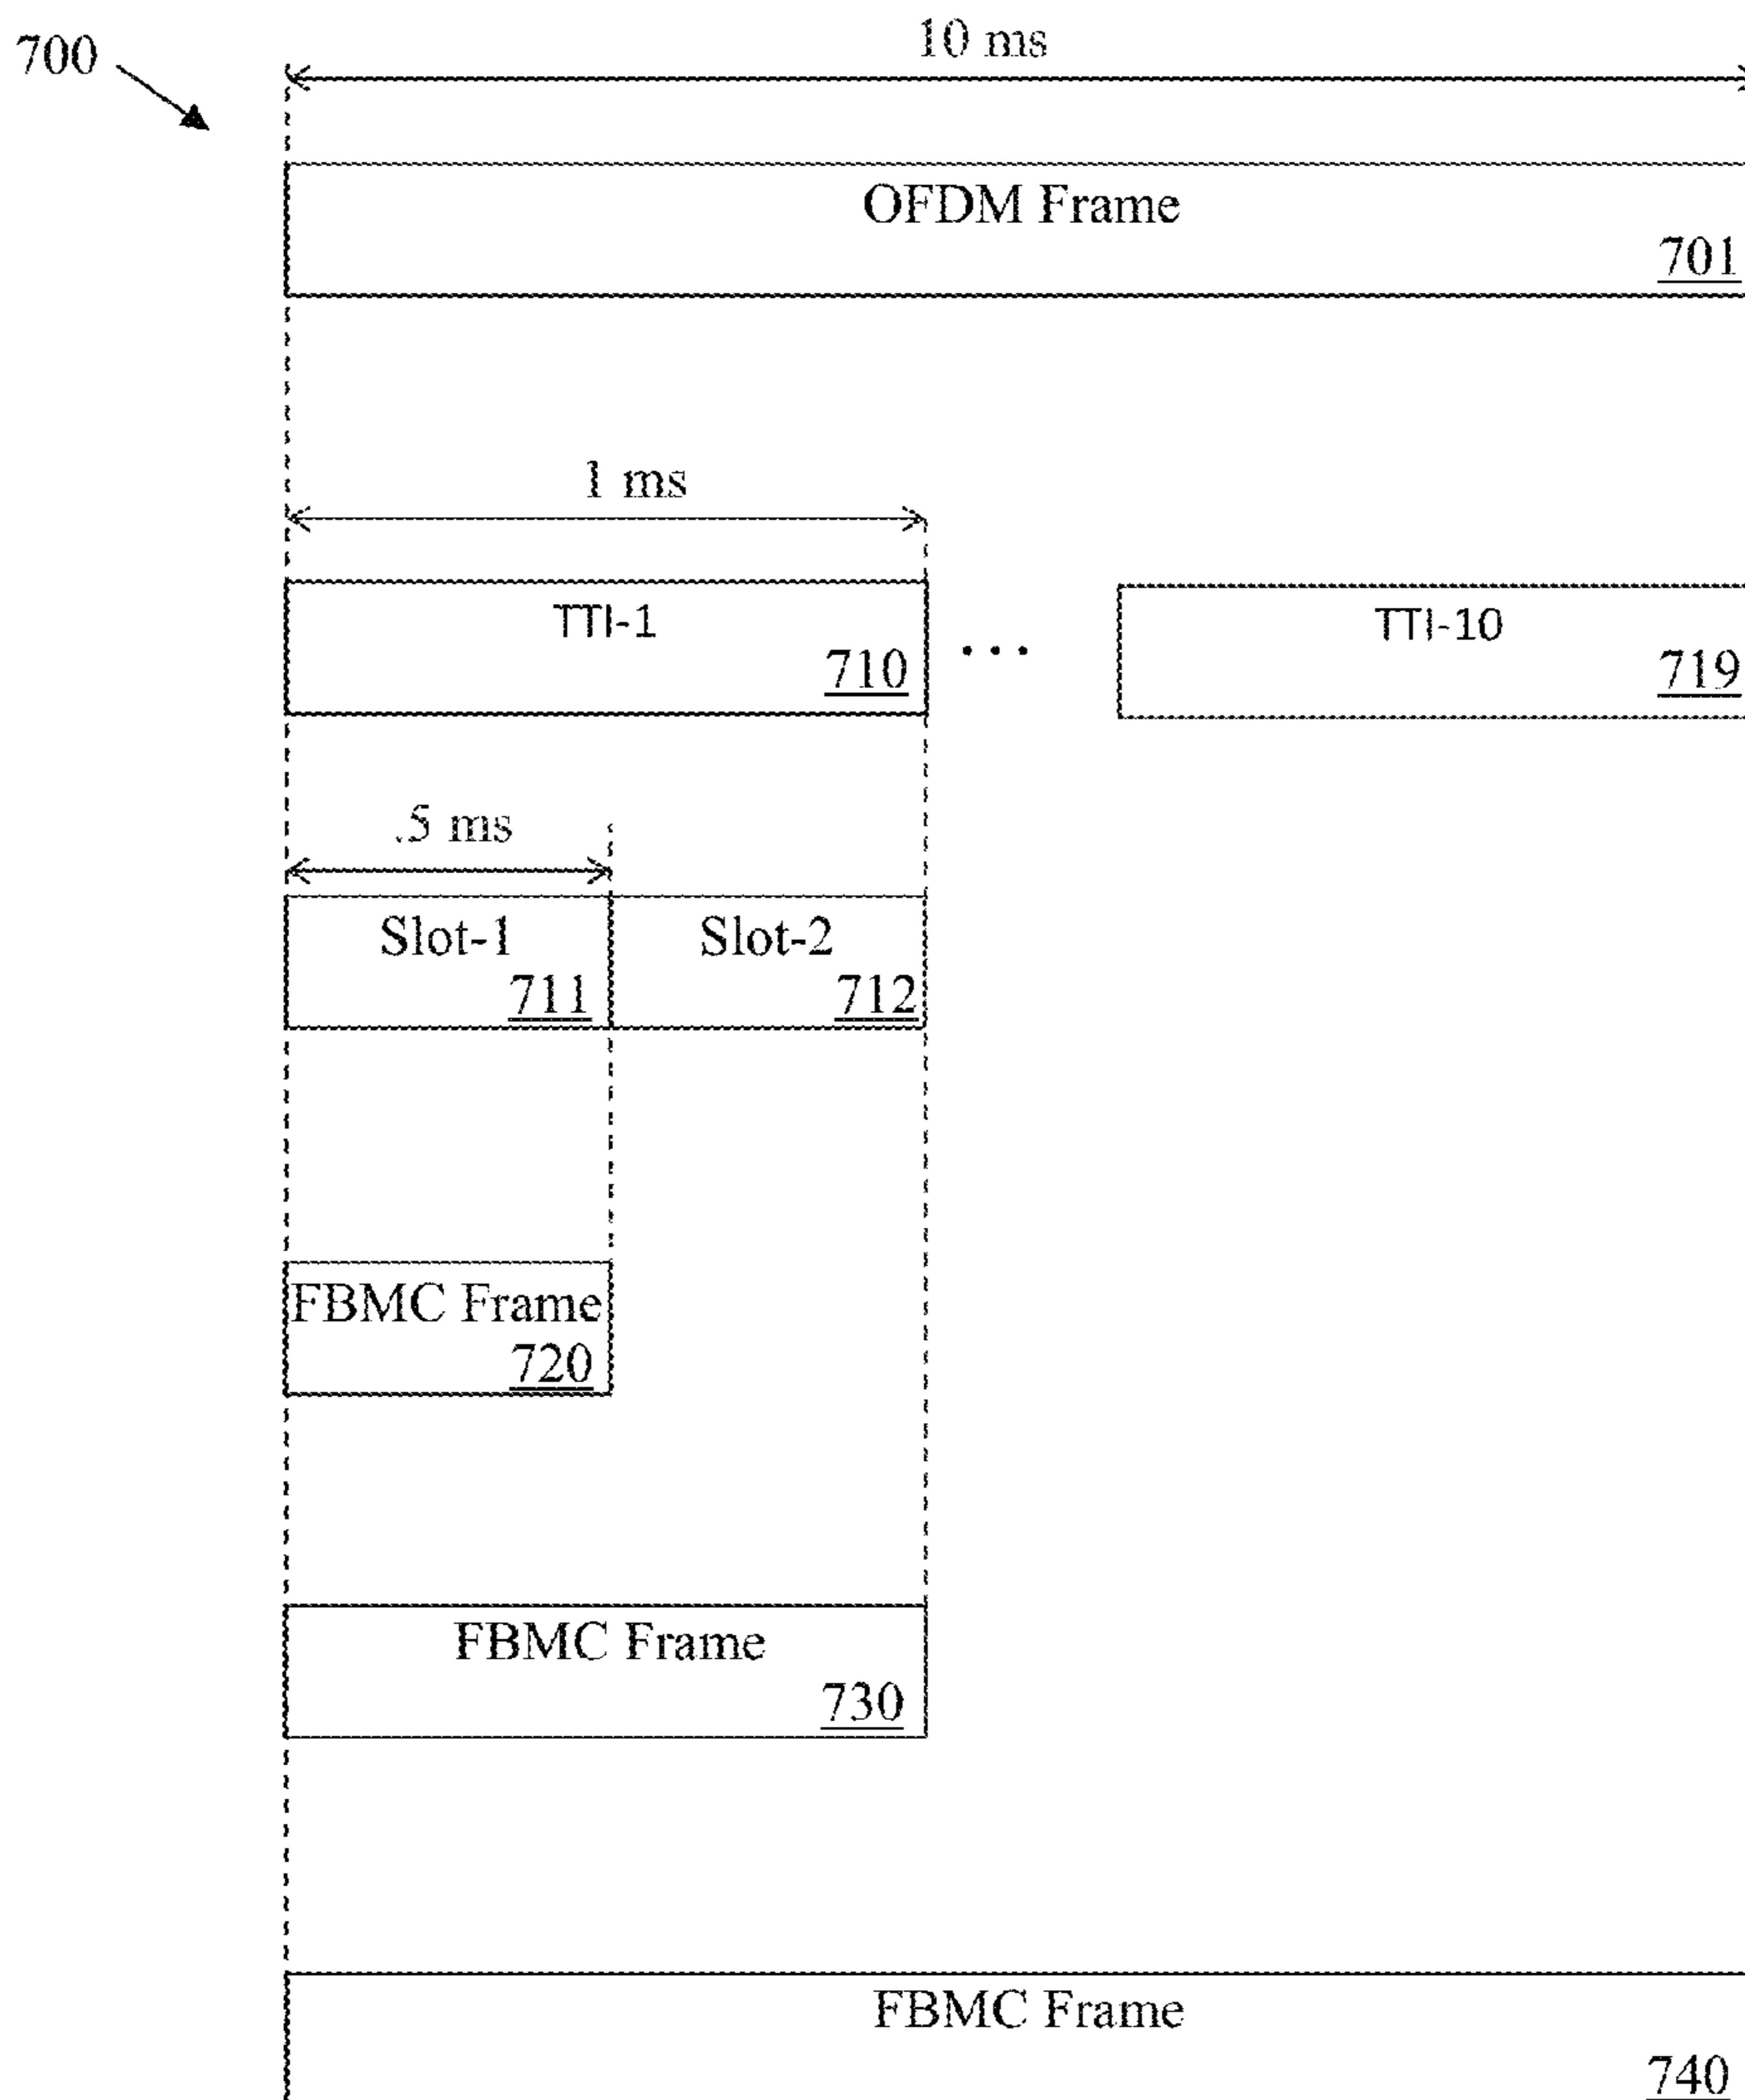 700
10 ms
OFDM Frame
701
1 ms
TTI-1
710
...
TTI-10
719
.5 ms
Slot-1
711
Slot-2
712
FBMC Frame
720
FBMC Frame
730
FBMC Frame
740